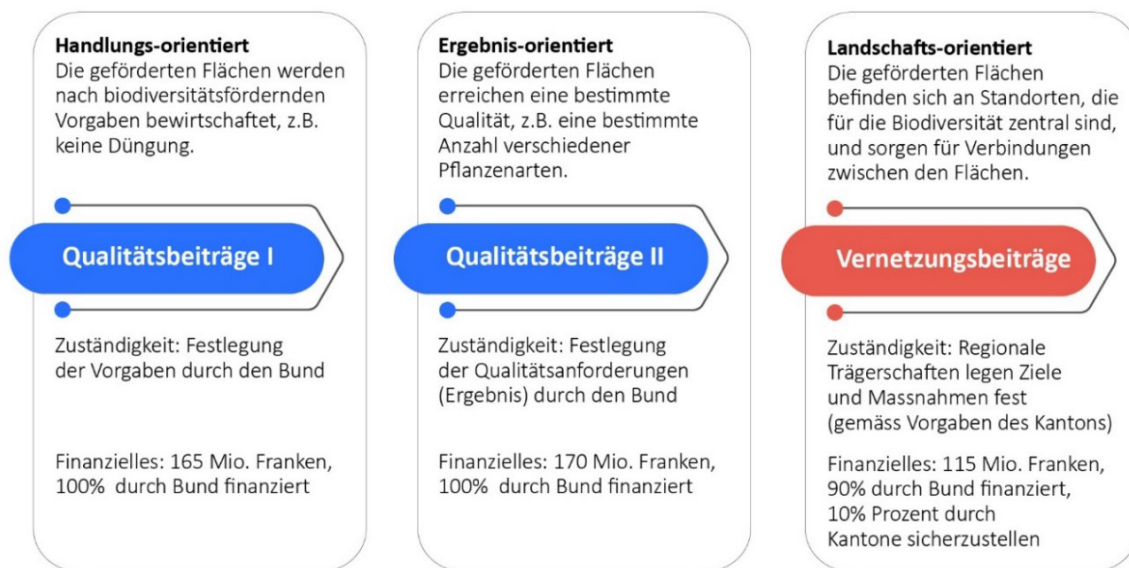 Handlungs-orientiert
Die geförderten Flächen werden
nach biodiversitätsfördernden
Vorgaben bewirtschaftet, z.B.
keine Düngung.
Qualitätsbeiträge I
Zuständigkeit: Festlegung
der Vorgaben durch den Bund
Finanzielles: 165 Mio. Franken,
100% durch Bund finanziert
Ergebnis-orientiert
Die geförderten Flächen
erreichen eine bestimmte
Qualität, z.B. eine bestimmte
Anzahl verschiedener
Pflanzenarten.
Qualitätsbeiträge II
Zuständigkeit: Festlegung
der Qualitätsanforderungen
(Ergebnis) durch den Bund
Finanzielles: 170 Mio. Franken,
100% durch Bund finanziert
Landschafts-orientiert
Die geförderten Flächen
befinden sich an Standorten, die
für die Biodiversität zentral sind,
und sorgen für Verbindungen
zwischen den Flächen.
Vernetzungsbeiträge
Zuständigkeit: Regionale
Trägerschaften legen Ziele
und Massnahmen fest
(gemäss Vorgaben des Kantons)
Finanzielles: 115 Mio. Franken,
90% durch Bund finanziert,
10% Prozent durch
Kantone sicherzustellen